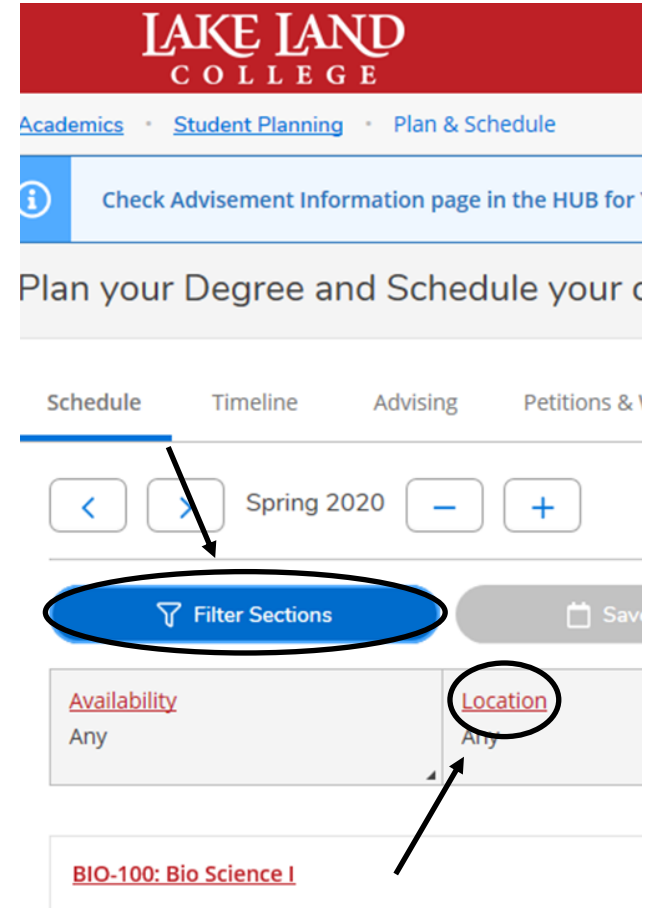 LAKE LAND
COLLEGE
Academics · Student Planning · Plan & Schedule
Check Advisement Information page in the HUB for
Plan your Degree and Schedule your
Schedule Timeline Advising Petitions &
< > Spring 2020 − +
Filter Sections Save
Availability Location
Any Any
BIO-100: Bio Science I